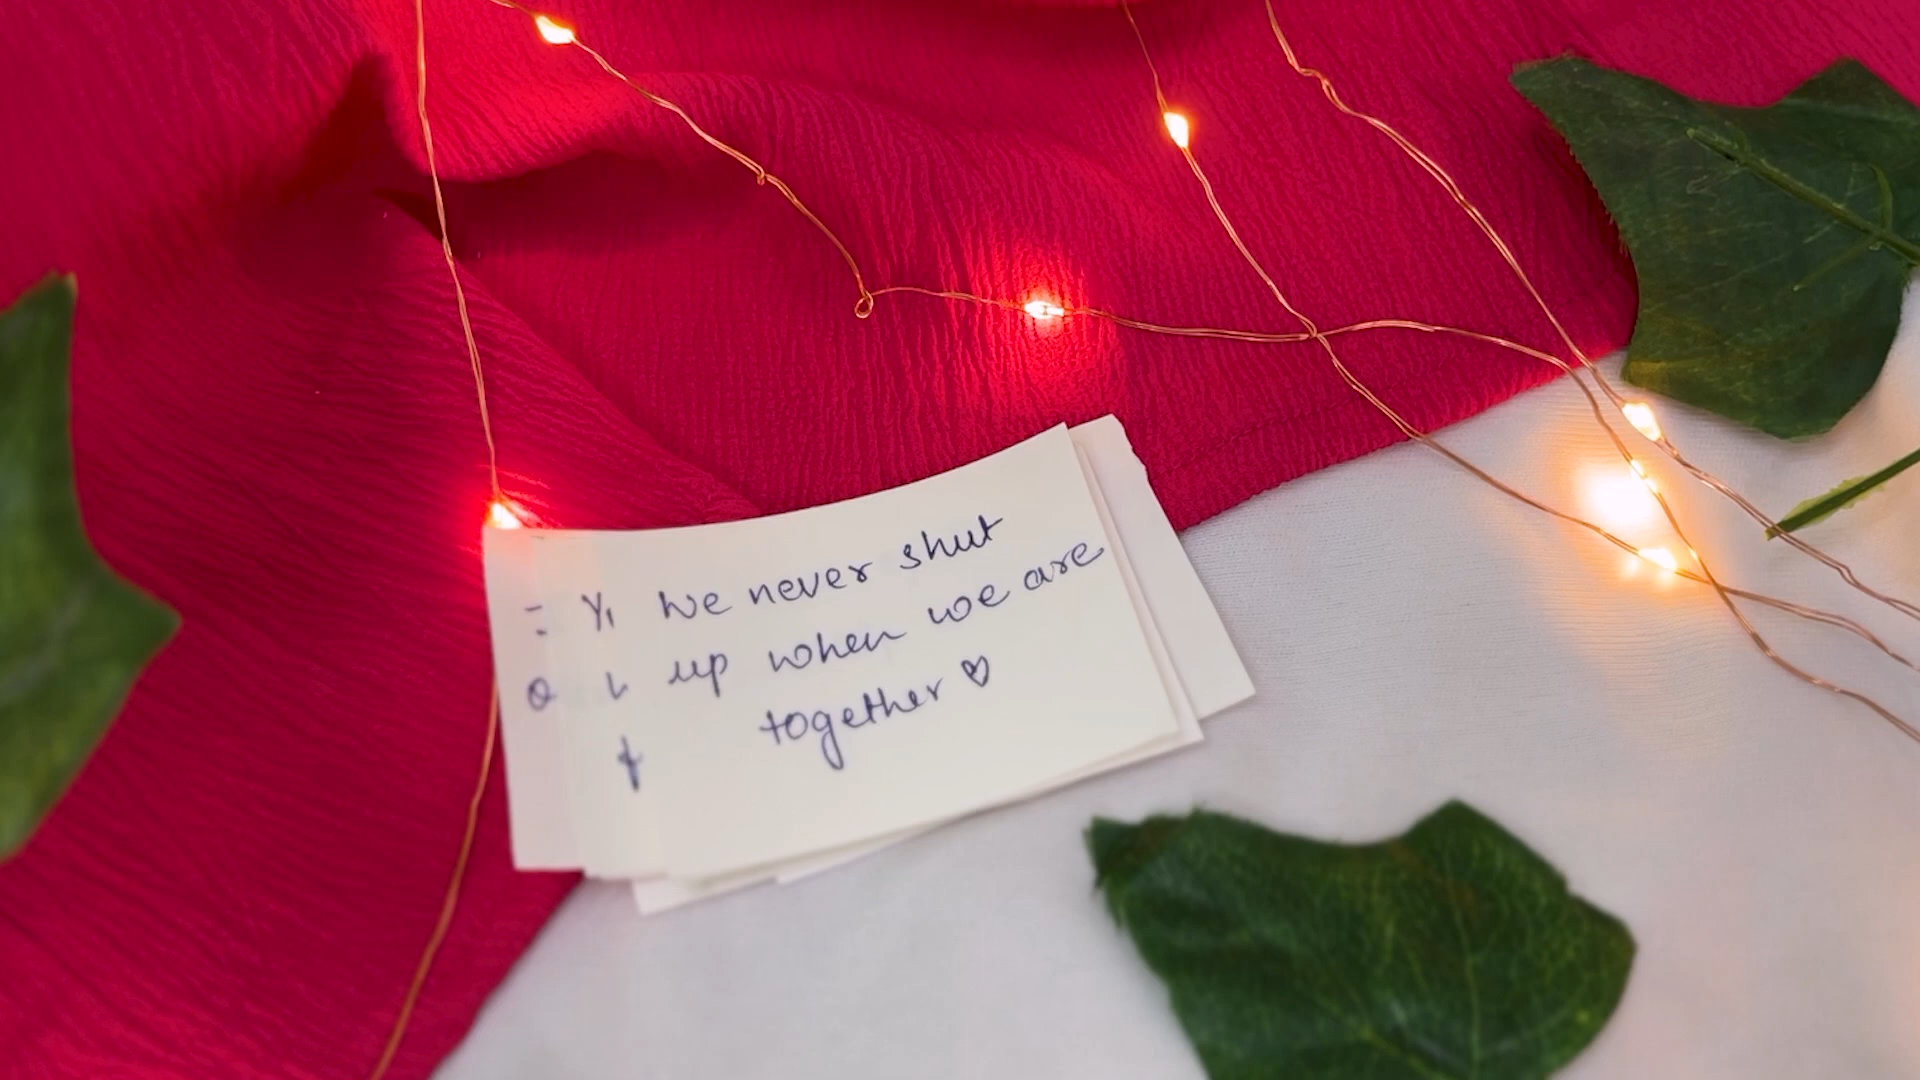 We never shut
up when we are
together ♡